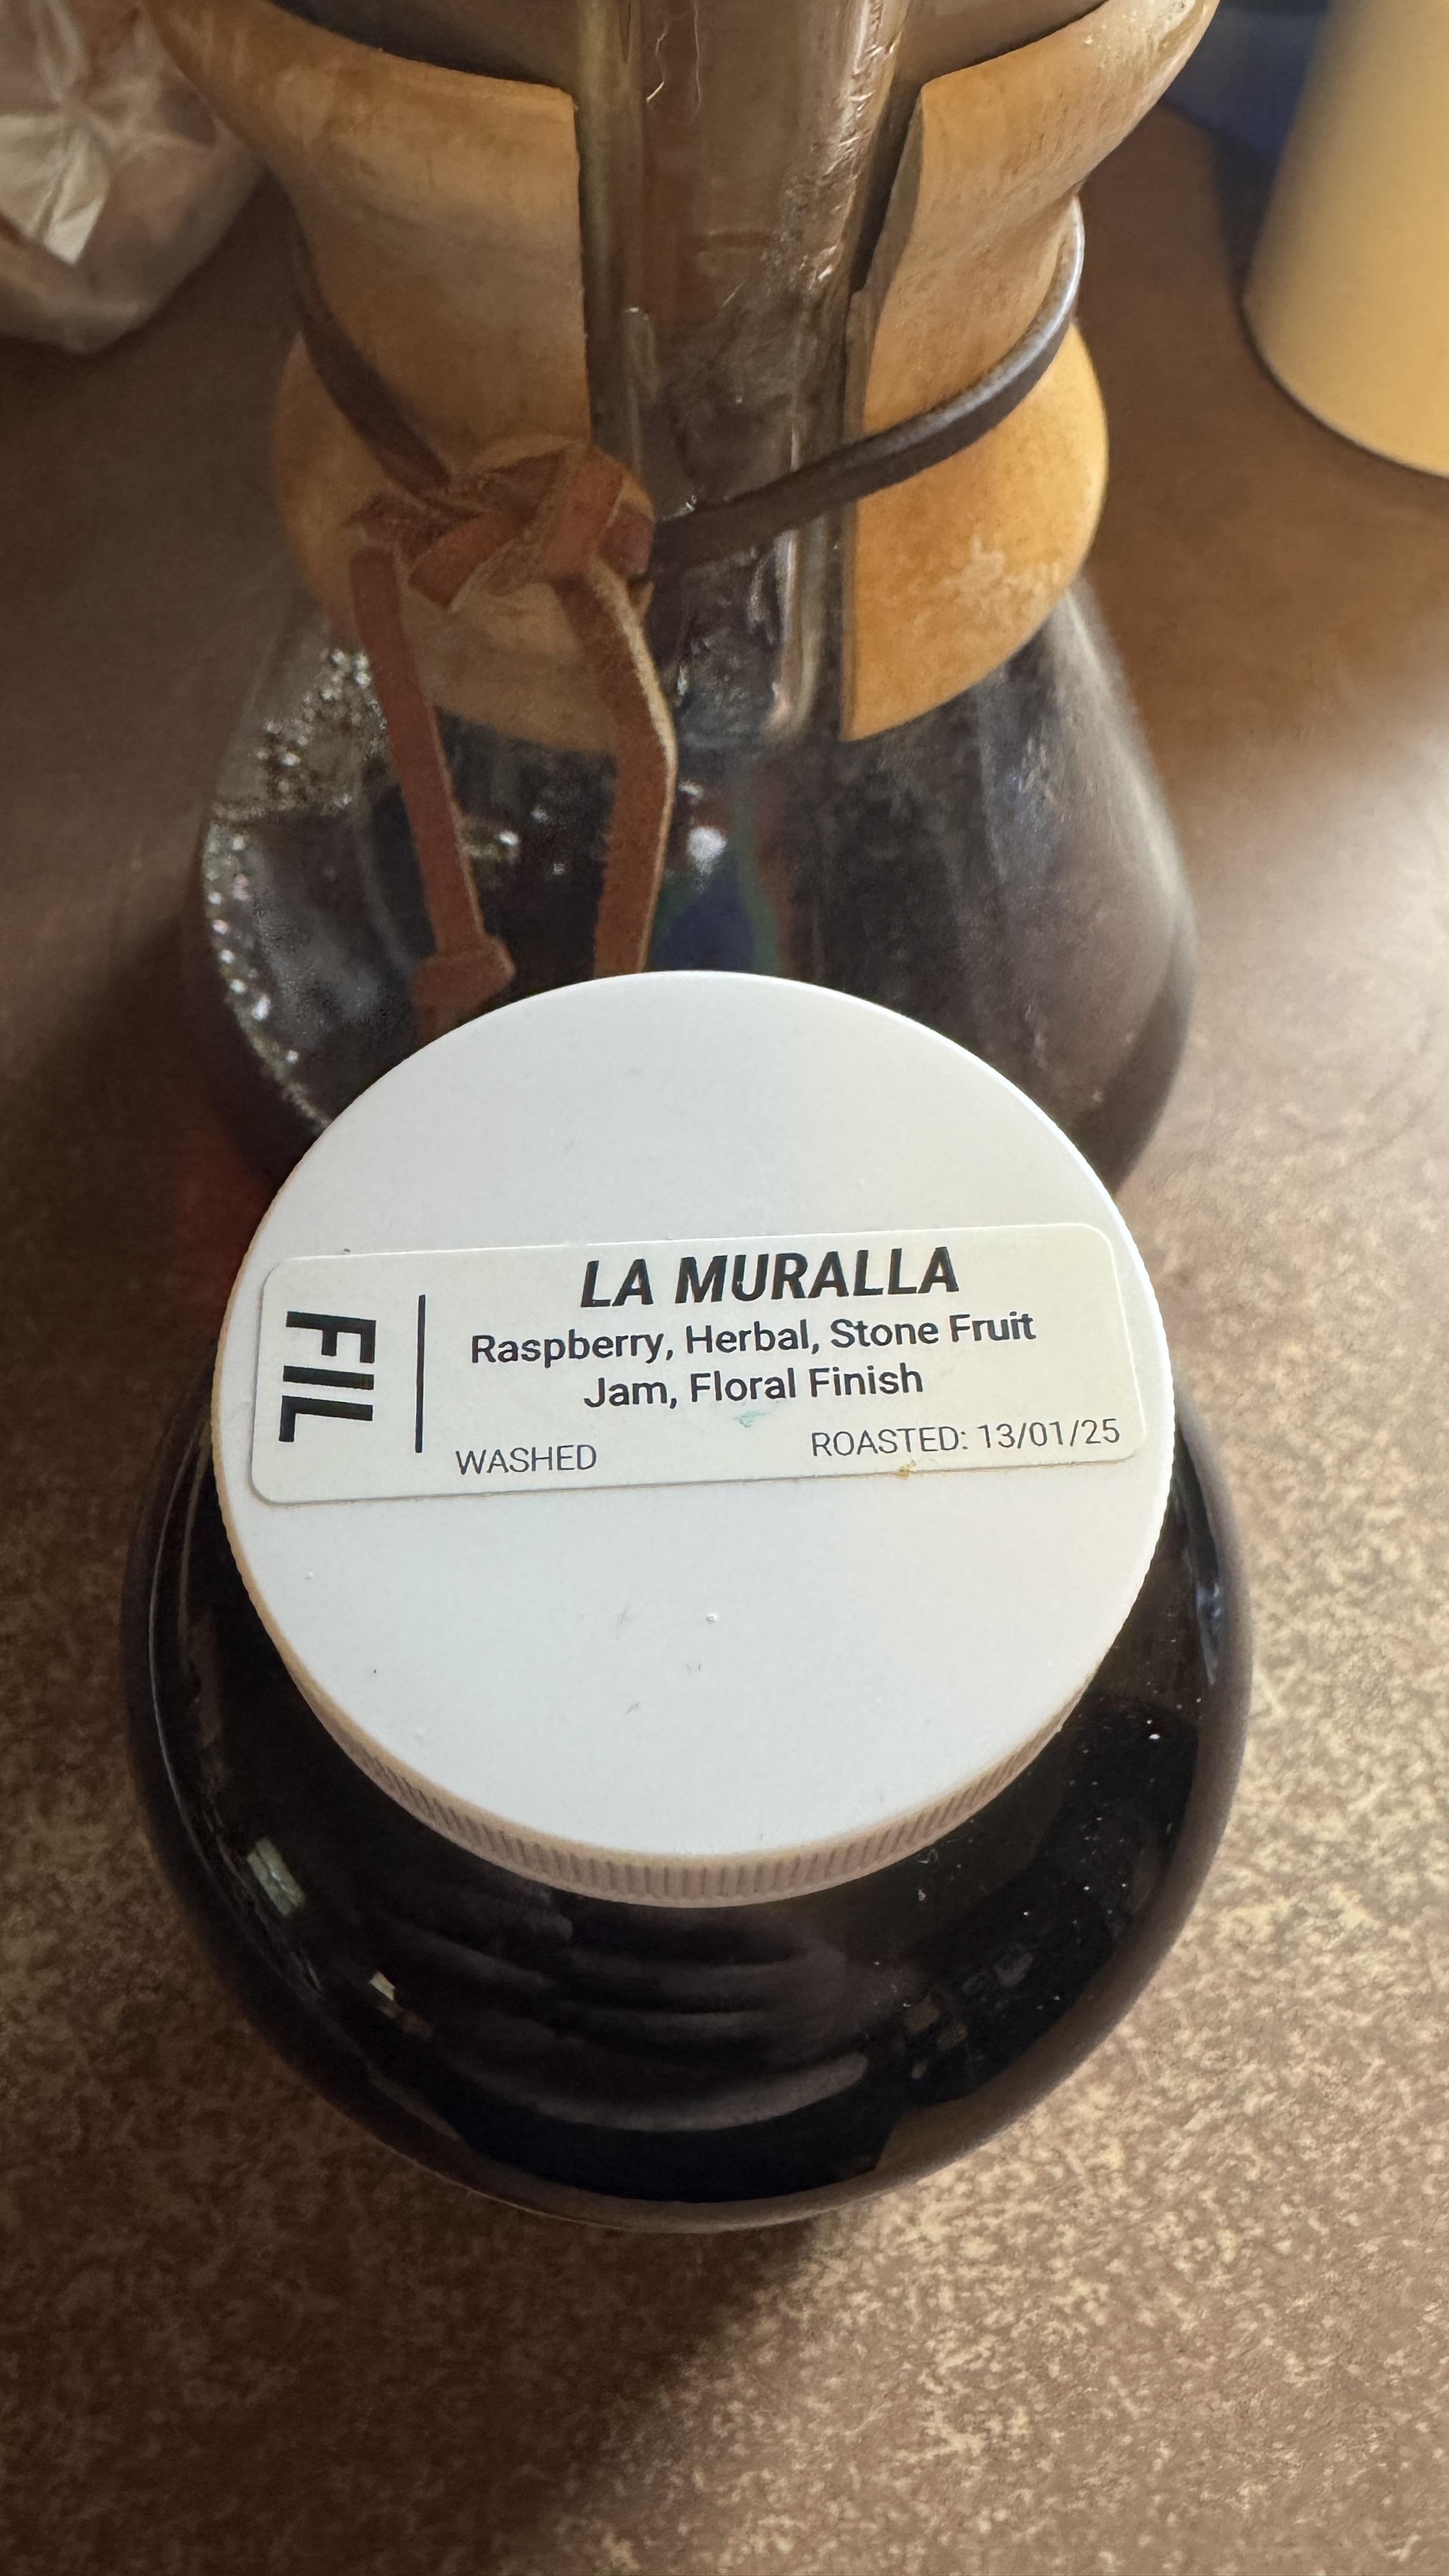 FIL
LA MURALLA
Raspberry, Herbal, Stone Fruit
Jam, Floral Finish
WASHED
ROASTED: 13/01/25